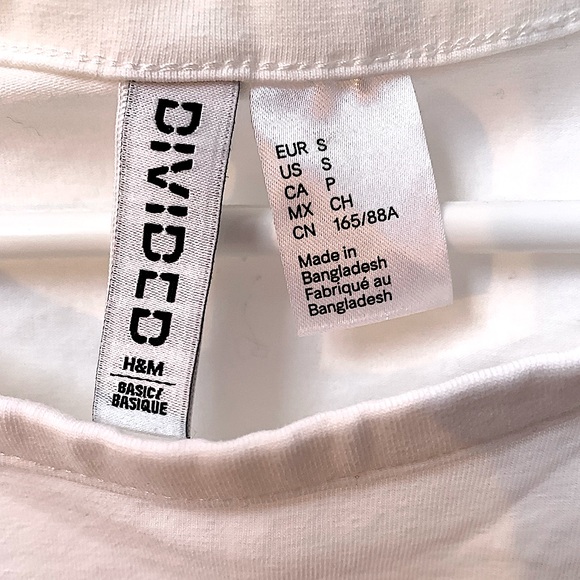 DIVIDED
H&M
BASIC/
BASIQUE
EUR S
US S
CA P
MX CH
CN 165/88A
Made in
Bangladesh
Fabriqué au
Bangladesh